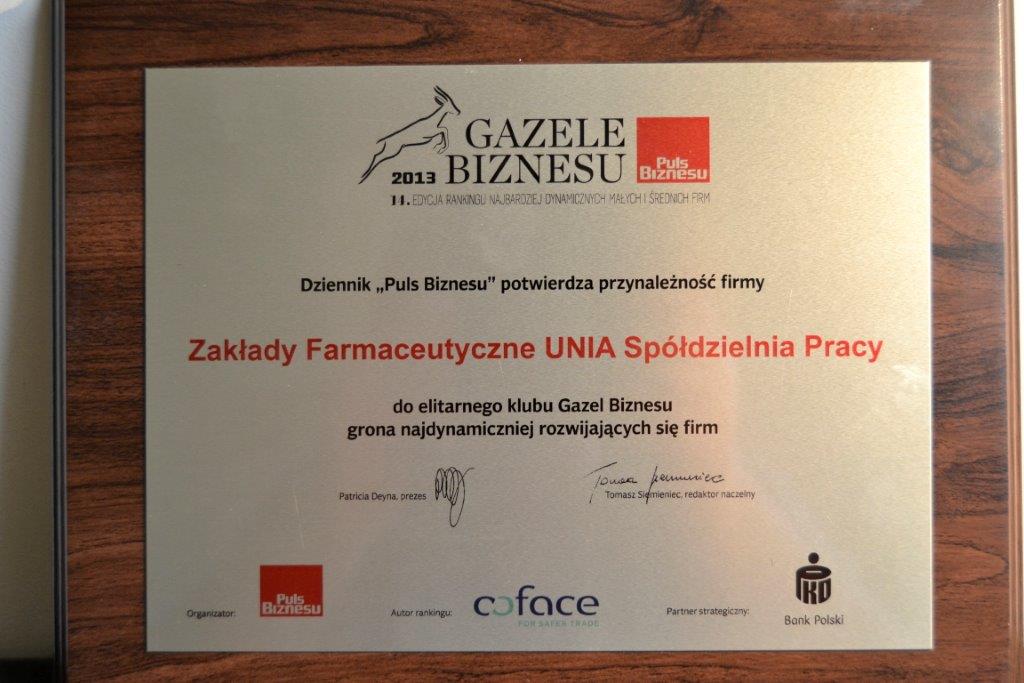 GAZELE
2013 BIZNESU
Puls
Biznesu
14. EDYCJA RANKINGU NAJBARDZIEJ DYNAMICZNYCH MAŁYCH I ŚREDNICH FIRM
Dziennik „Puls Biznesu” potwierdza przynależność firmy
Zakłady Farmaceutyczne UNIA Spółdzielnia Pracy
do elitarnego klubu Gazel Biznesu
grona najdynamiczniej rozwijających się firm
Patricia Deyna, prezes
Tomasz Siemieniec, redaktor naczelny
Organizator:
Puls
Biznesu
Autor rankingu:
coface
FOR SAFER TRADE
Partner strategiczny:
PKO
Bank Polski